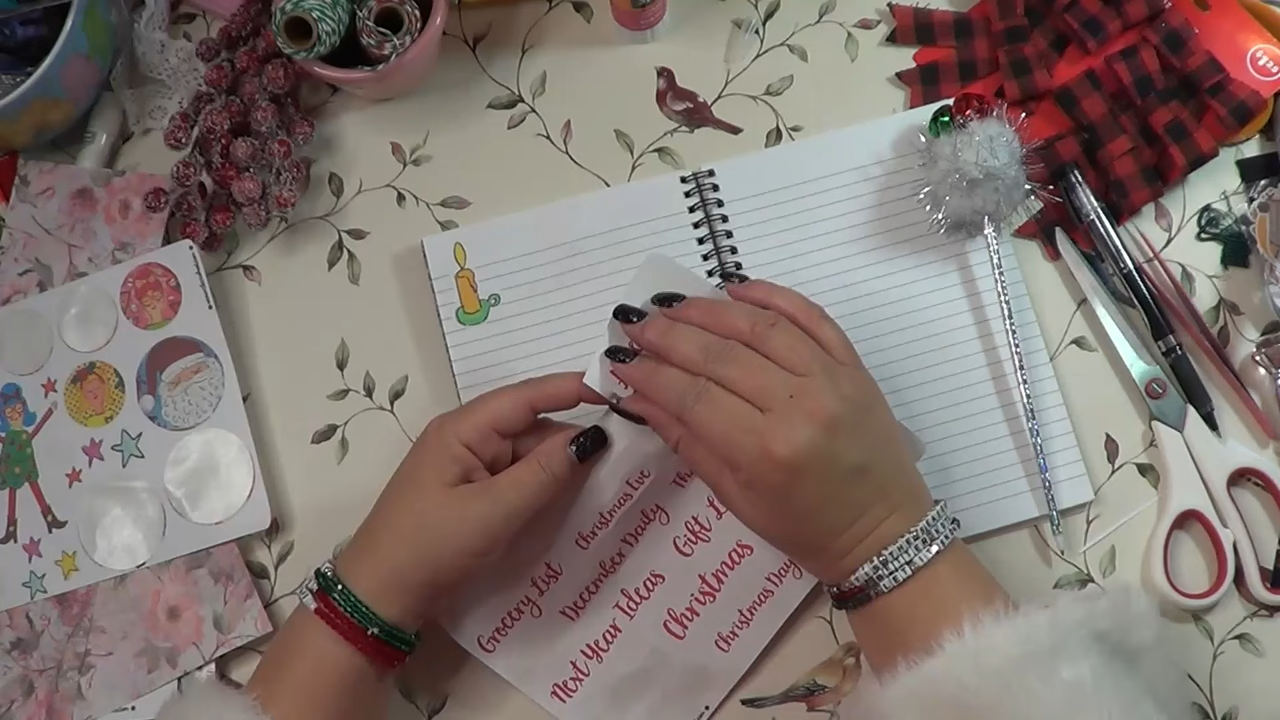 Christmas Eve
December Daily
Grocery List
Gift
Next Year Ideas
Christmas
Christmas Day